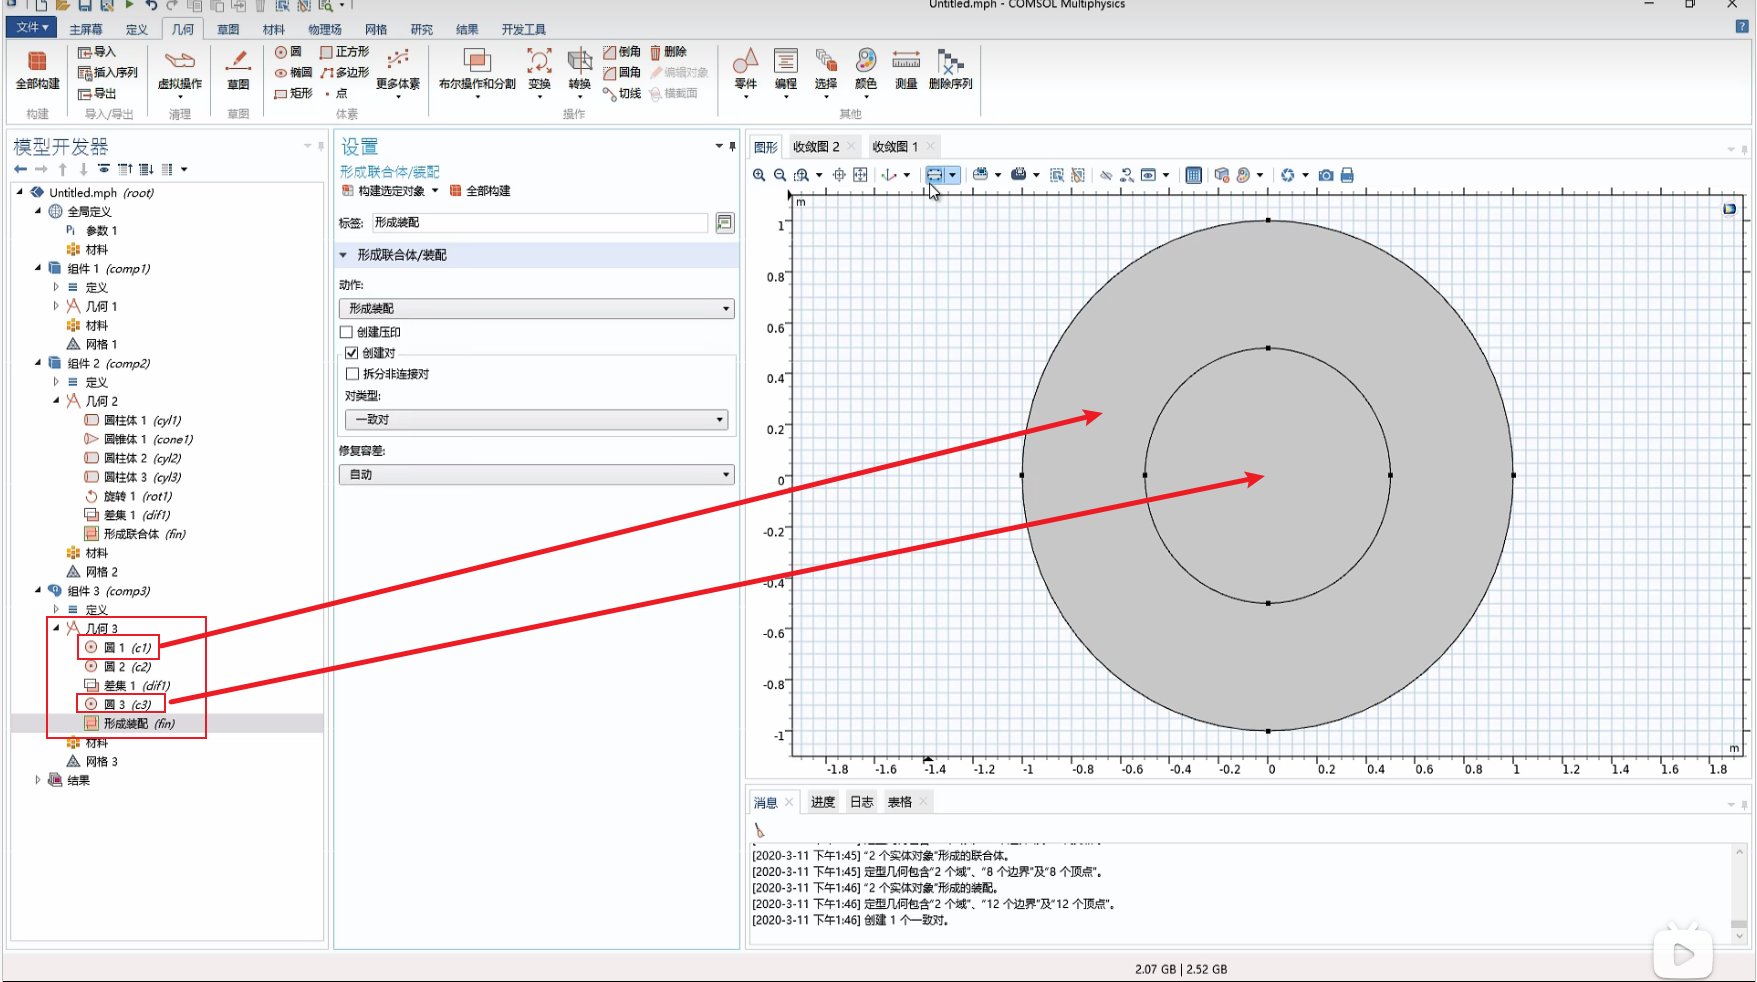 Untitled.mph - COMSOL Multiphysics
文件 主屏幕 定义 几何 草图 材料 物理场 网格 研究 结果 开发工具
全部构建
构建
导入
插入序列
导出
导入/导出
虚拟操作
清理
草图
草图
圆 正方形
椭圆 多边形
矩形 点
更多体素
体素
布尔操作和分割
变换
转换
倒角 删除
圆角 编辑对象
切线 横截面
操作
零件
编程
选择
颜色
测量
删除序列
其他
模型开发器
Untitled.mph (root)
全局定义
Pi 参数 1
材料
组件 1 (comp1)
定义
几何 1
材料
网格 1
组件 2 (comp2)
定义
几何 2
圆柱体 1 (cyl1)
圆锥体 1 (cone1)
圆柱体 2 (cyl2)
圆柱体 3 (cyl3)
旋转 1 (rot1)
差集 1 (dif1)
形成联合体 (fin)
材料
网格 2
组件 3 (comp3)
定义
几何 3
圆 1 (c1)
圆 2 (c2)
差集 1 (dif1)
圆 3 (c3)
形成装配 (fin)
材料
网格 3
结果
设置
形成联合体/装配
构建选定对象 全部构建
标签: 形成装配
形成联合体/装配
动作:
形成装配
创建压印
创建对
拆分非连接对
对类型:
一致对
修复容差:
自动
图形 收敛图 2 收敛图 1
m
1
0.8
0.6
0.4
0.2
0
-0.2
-0.4
-0.6
-0.8
-1
m
-1.8 -1.6 -1.4 -1.2 -1 -0.8 -0.6 -0.4 -0.2 0 0.2 0.4 0.6 0.8 1 1.2 1.4 1.6 1.8
消息 进度 日志 表格
[2020-3-11 下午1:45] “2 个实体对象”形成的联合体。
[2020-3-11 下午1:45] 定型几何包含“2 个域”、“8 个边界”及“8 个顶点”。
[2020-3-11 下午1:46] “2 个实体对象”形成的装配。
[2020-3-11 下午1:46] 定型几何包含“2 个域”、“12 个边界”及“12 个顶点”。
[2020-3-11 下午1:46] 创建 1 个一致对。
2.07 GB | 2.52 GB